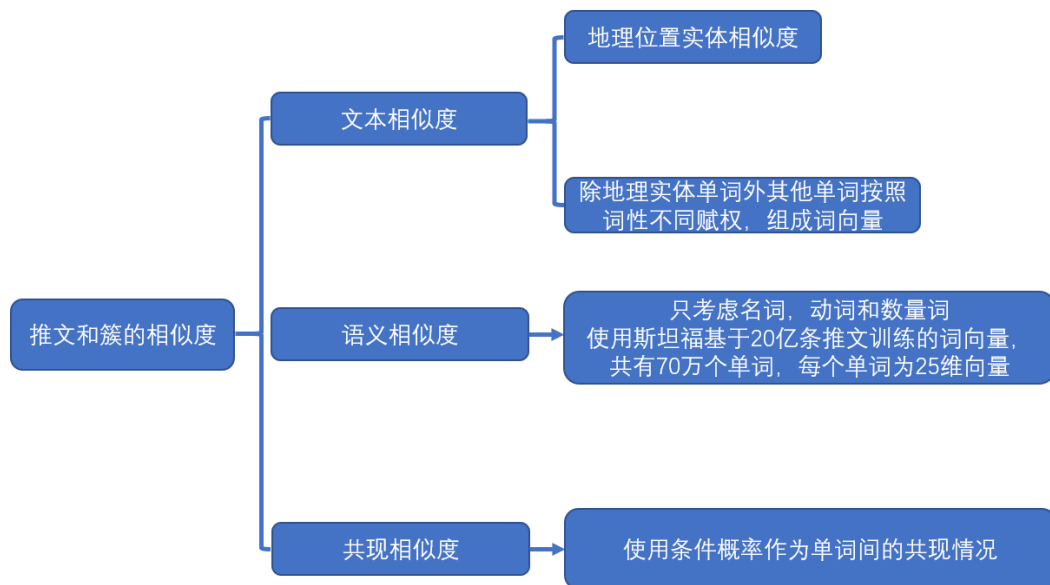 地理位置实体相似度
文本相似度
除地理实体单词外其他单词按照
词性不同赋权，组成词向量
推文和簇的相似度
语义相似度
只考虑名词，动词和数量词
使用斯坦福基于20亿条推文训练的词向量，
共有70万个单词，每个单词为25维向量
共现相似度
使用条件概率作为单词间的共现情况